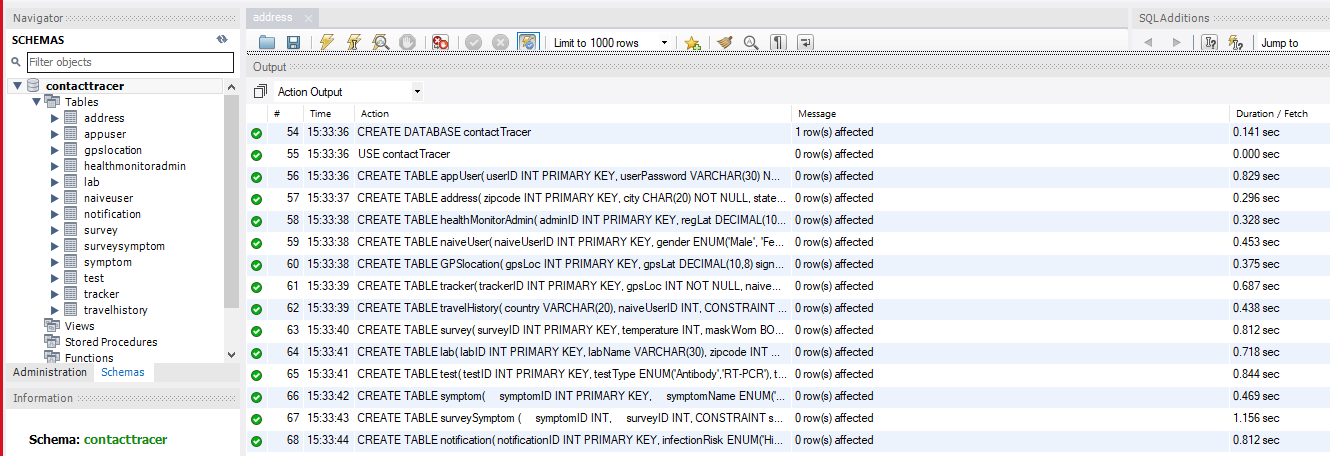 Navigator
SCHEMAS
Filter objects
contacttracer
Tables
address
appuser
gpslocation
healthmonitoradmin
lab
naiveuser
notification
survey
surveysymptom
symptom
test
tracker
travelhistory
Views
Stored Procedures
Functions
Administration Schemas
Information
Schema: contacttracer
address
Limit to 1000 rows
Output
Action Output
# Time Action Message Duration / Fetch
54 15:33:36 CREATE DATABASE contactTracer 1 row(s) affected 0.141 sec
55 15:33:36 USE contactTracer 0 row(s) affected 0.000 sec
56 15:33:36 CREATE TABLE appUser( userID INT PRIMARY KEY, userPassword VARCHAR(30) N... 0 row(s) affected 0.829 sec
57 15:33:37 CREATE TABLE address( zipcode INT PRIMARY KEY, city CHAR(20) NOT NULL, state... 0 row(s) affected 0.296 sec
58 15:33:38 CREATE TABLE healthMonitorAdmin( adminID INT PRIMARY KEY, regLat DECIMAL(10... 0 row(s) affected 0.328 sec
59 15:33:38 CREATE TABLE naiveUser( naiveUserID INT PRIMARY KEY, gender ENUM('Male', 'Fe... 0 row(s) affected 0.453 sec
60 15:33:38 CREATE TABLE GPSlocation( gpsLoc INT PRIMARY KEY, gpsLat DECIMAL(10,8) sign... 0 row(s) affected 0.375 sec
61 15:33:39 CREATE TABLE tracker( trackerID INT PRIMARY KEY, gpsLoc INT NOT NULL, naive... 0 row(s) affected 0.687 sec
62 15:33:39 CREATE TABLE travelHistory( country VARCHAR(20), naiveUserID INT, CONSTRAINT ... 0 row(s) affected 0.438 sec
63 15:33:40 CREATE TABLE survey( surveyID INT PRIMARY KEY, temperature INT, maskWorn BO... 0 row(s) affected 0.812 sec
64 15:33:41 CREATE TABLE lab( labID INT PRIMARY KEY, labName VARCHAR(30), zipcode INT ... 0 row(s) affected 0.718 sec
65 15:33:41 CREATE TABLE test( testID INT PRIMARY KEY, testType ENUM('Antibody','RT-PCR'), t... 0 row(s) affected 0.844 sec
66 15:33:42 CREATE TABLE symptom( symptomID INT PRIMARY KEY, symptomName ENUM('... 0 row(s) affected 0.469 sec
67 15:33:43 CREATE TABLE surveySymptom ( symptomID INT, surveyID INT, CONSTRAINT s... 0 row(s) affected 1.156 sec
68 15:33:44 CREATE TABLE notification( notificationID INT PRIMARY KEY, infectionRisk ENUM('Hi... 0 row(s) affected 0.812 sec
SQLAdditions
Jump to